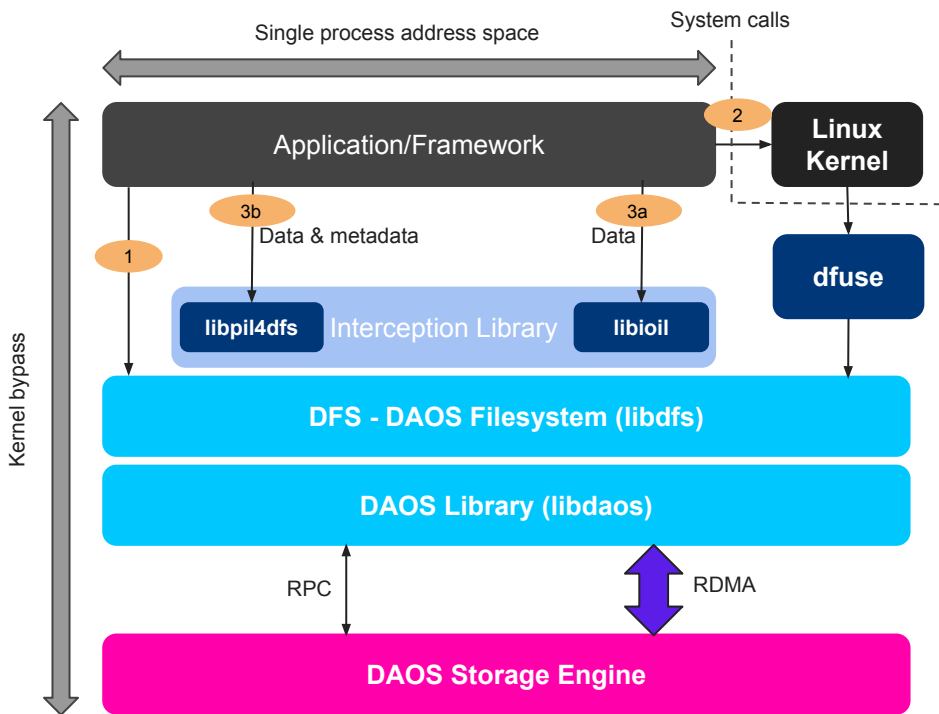 Single process address space
System calls
Kernel bypass
Application/Framework
2
Linux
Kernel
3b
3a
1
Data & metadata
Data
dfuse
libpil4dfs
Interception Library
libioil
DFS - DAOS Filesystem (libdfs)
DAOS Library (libdaos)
RPC
RDMA
DAOS Storage Engine